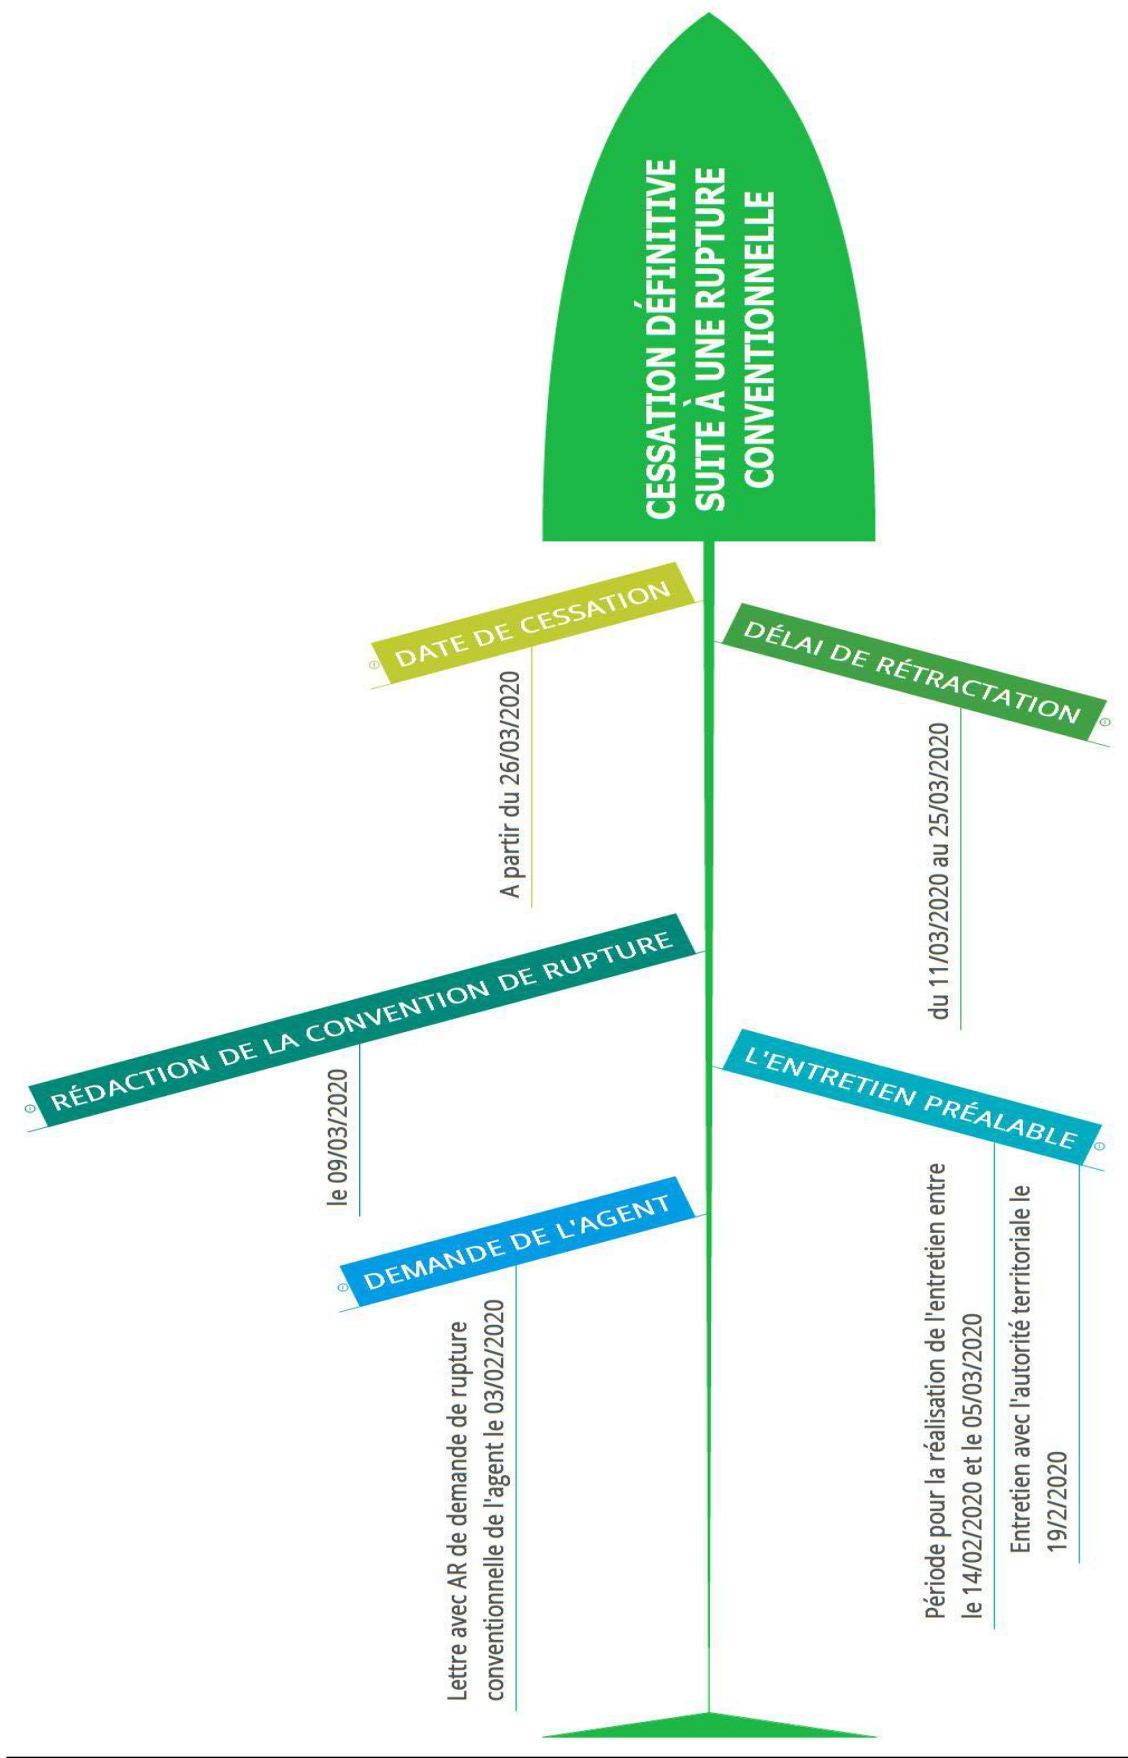 CESSATION DÉFINITIVE
SUITE À UNE RUPTURE
CONVENTIONNELLE
DEMANDE DE L'AGENT
Lettre avec AR de demande de rupture
conventionnelle de l'agent le 03/02/2020
L'ENTRETIEN PRÉALABLE
Période pour la réalisation de l'entretien entre
le 14/02/2020 et le 05/03/2020
Entretien avec l'autorité territoriale le
19/2/2020
RÉDACTION DE LA CONVENTION DE RUPTURE
le 09/03/2020
DÉLAI DE RÉTRACTATION
du 11/03/2020 au 25/03/2020
DATE DE CESSATION
A partir du 26/03/2020